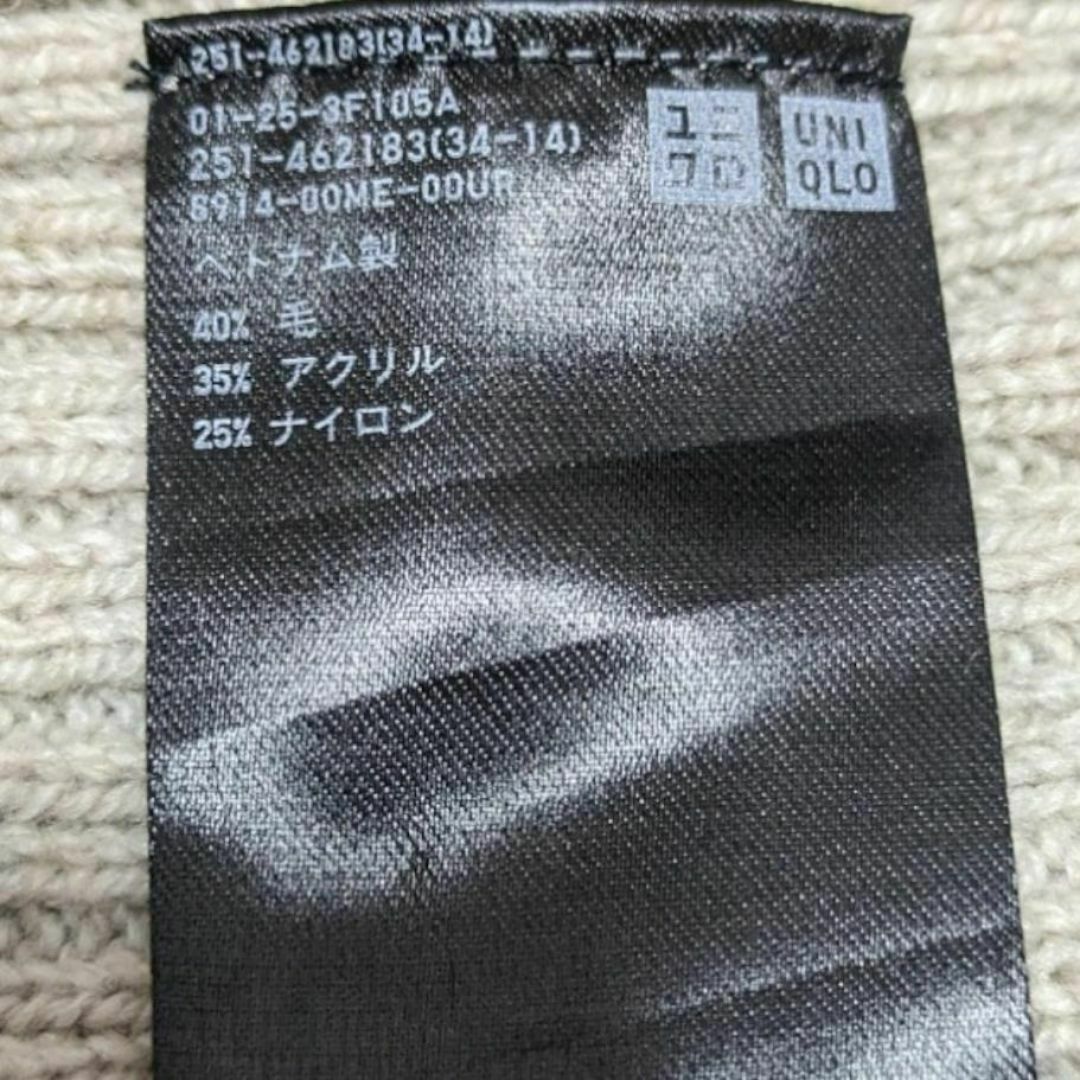 251-462183(34-14)
01-25-3F105A
251-462183(34-14)
8914-00ME-00UR
ユニ
クロ
UNI
QLO
ベトナム製
40% 毛
35% アクリル
25% ナイロン